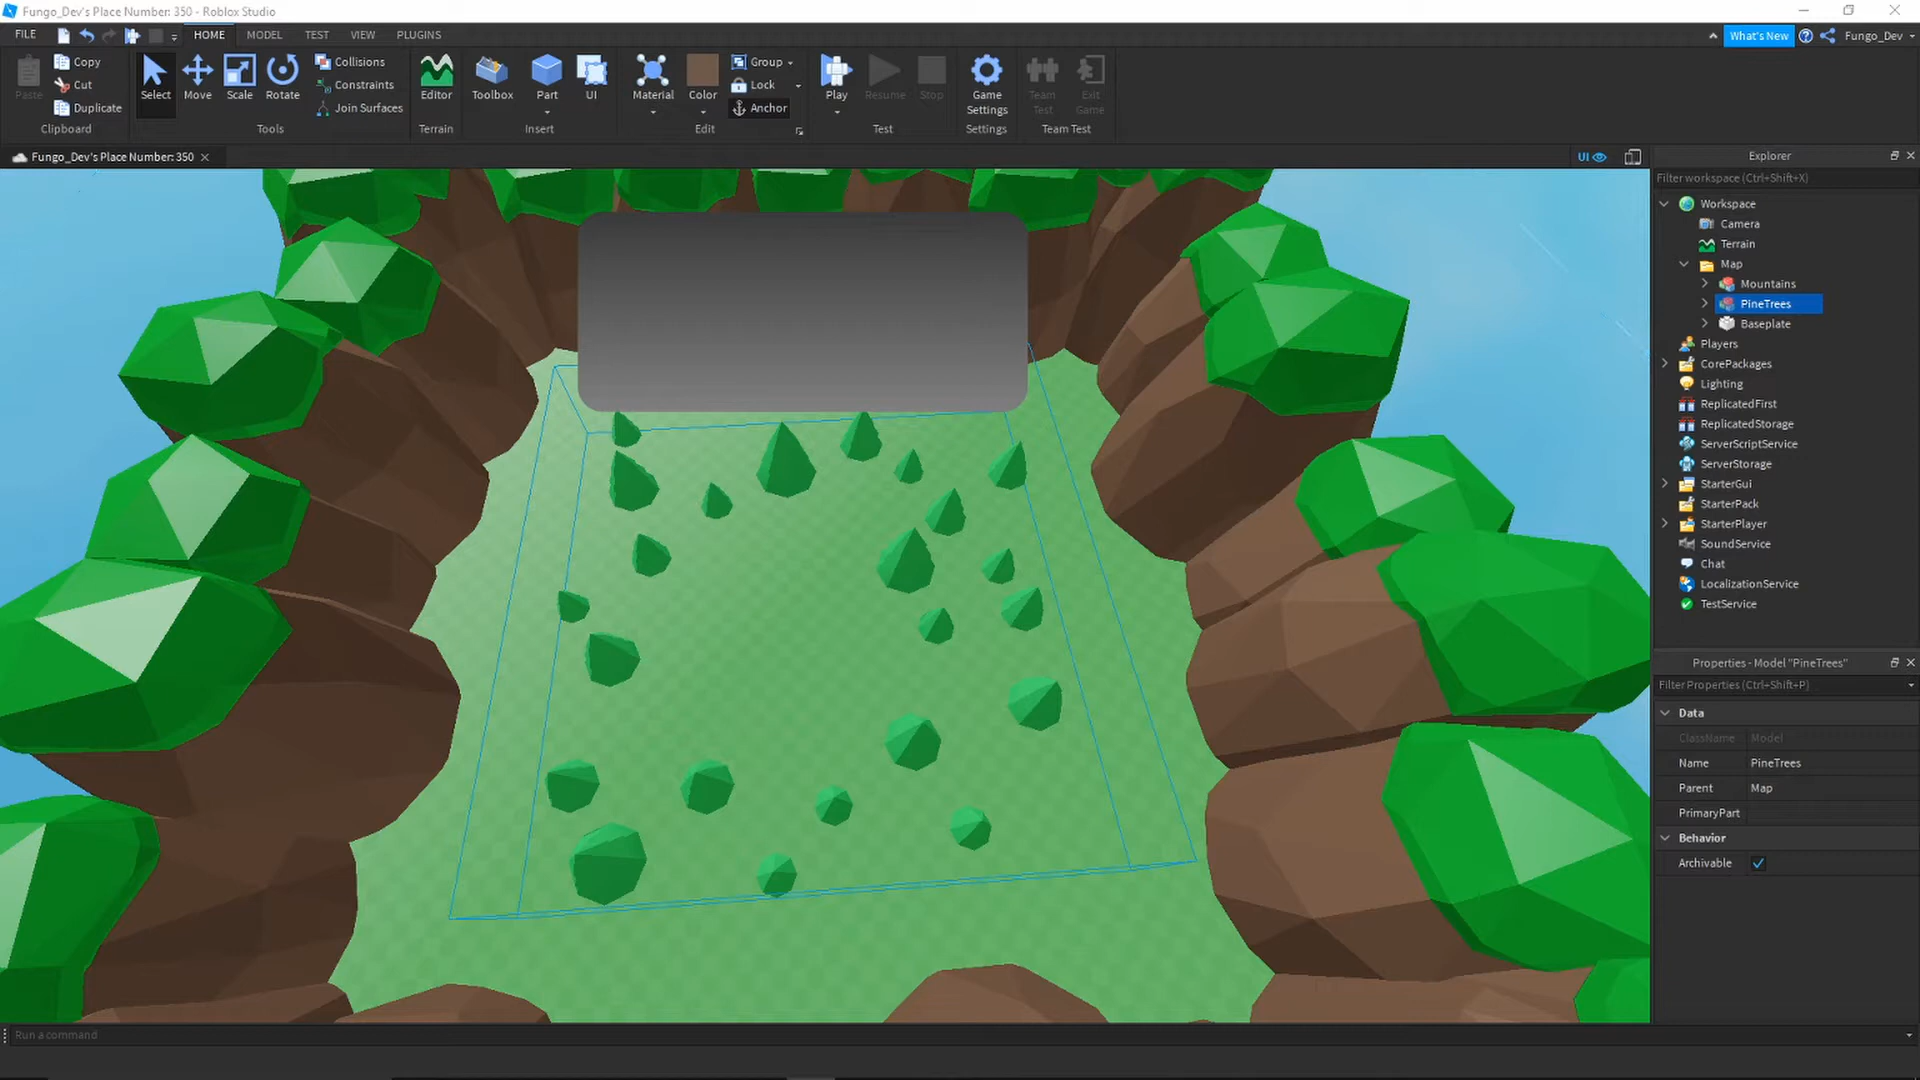 Fungo_Dev's Place Number: 350 - Roblox Studio
FILE HOME MODEL TEST VIEW PLUGINS What's New Fungo_Dev
Paste Copy Cut Duplicate Clipboard
Select Move Scale Rotate Collisions Constraints Join Surfaces Tools
Editor Terrain
Toolbox Part UI Insert
Material Color Group Lock Anchor Edit
Play Resume Stop Test
Game Settings Settings
Team Test Exit Game Team Test
Fungo_Dev's Place Number: 350 UI
Explorer
Filter workspace (Ctrl+Shift+X)
Workspace
Camera
Terrain
Map
Mountains
PineTrees
Baseplate
Players
CorePackages
Lighting
ReplicatedFirst
ReplicatedStorage
ServerScriptService
ServerStorage
StarterGui
StarterPack
StarterPlayer
SoundService
Chat
LocalizationService
TestService
Properties - Model "PineTrees"
Filter Properties (Ctrl+Shift+P)
Data
ClassName Model
Name PineTrees
Parent Map
PrimaryPart
Behavior
Archivable
Run a command